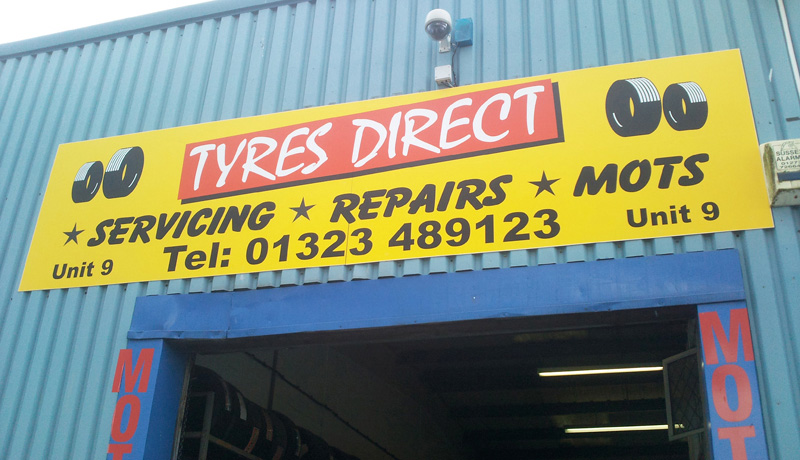 TYRES DIRECT
★ SERVICING ★ REPAIRS ★ MOTS
Unit 9 Tel: 01323 489123 Unit 9
MOT
MOT